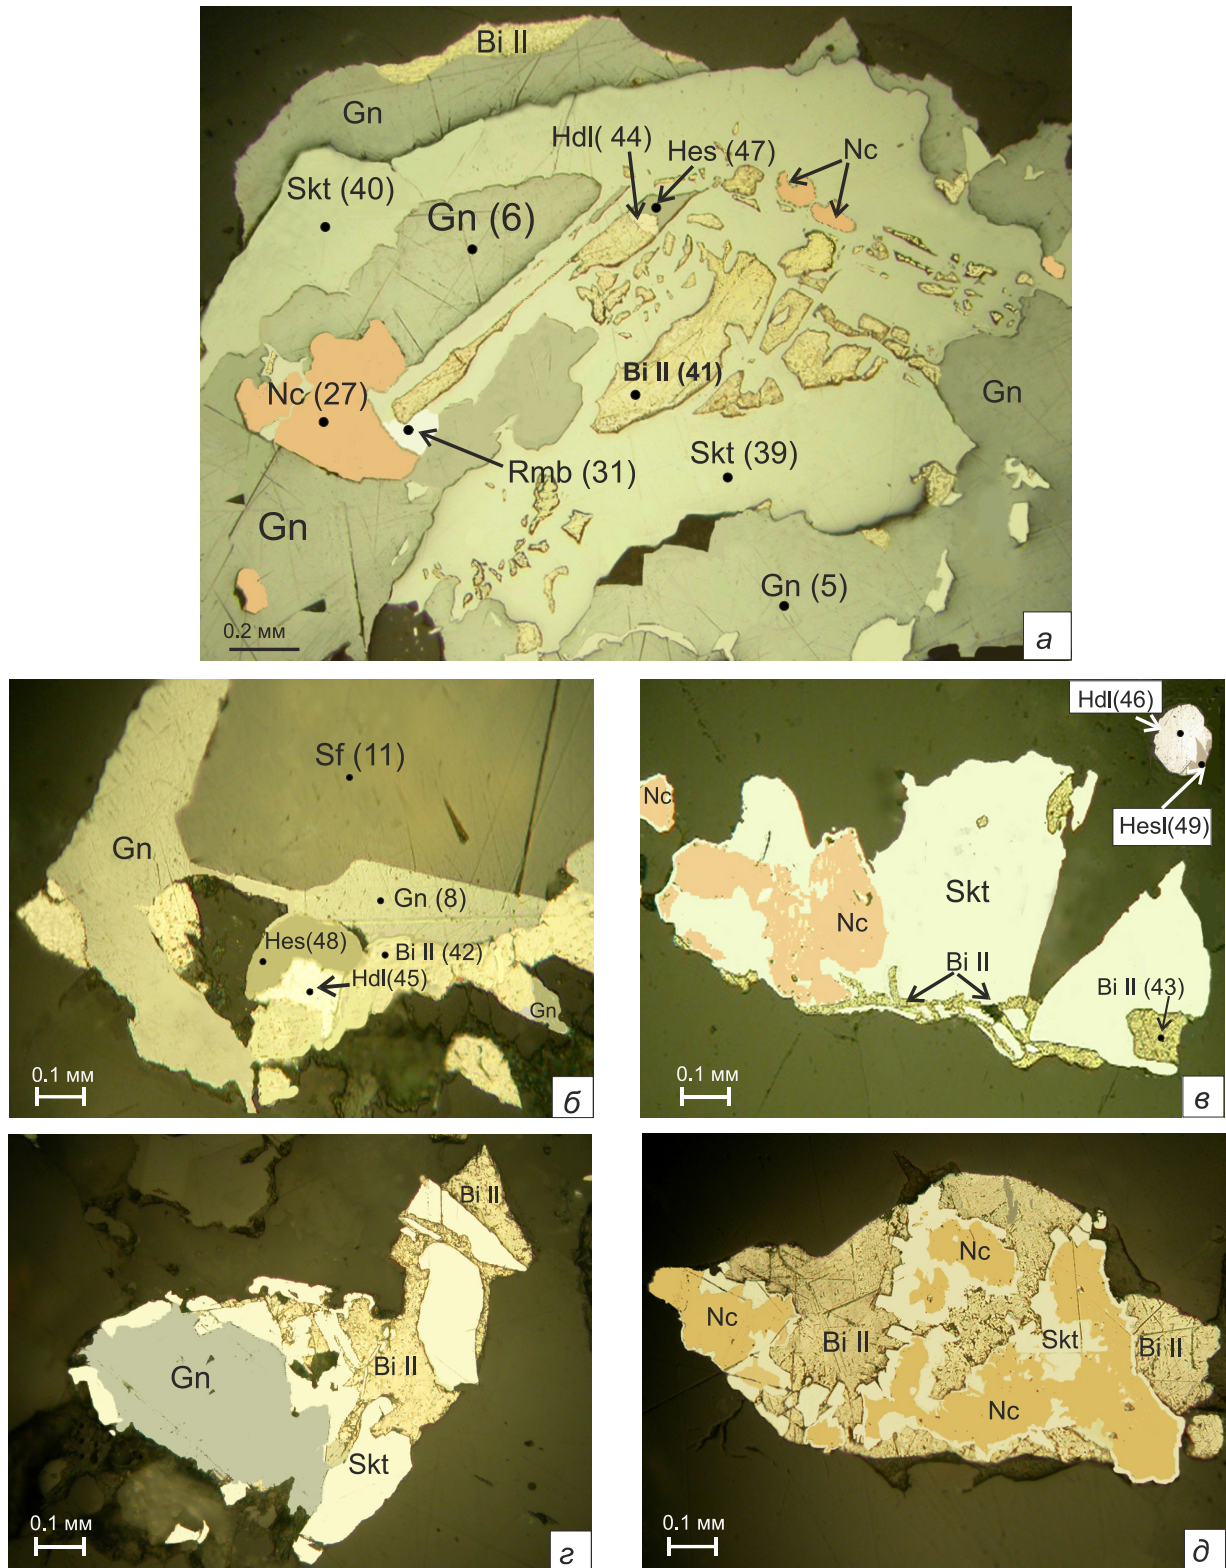 Bi II
Gn
Hdl( 44)
Hes (47)
Nc
Skt (40)
Gn (6)
Nc (27)
Bi II (41)
Gn
Skt (39)
Rmb (31)
Gn
Gn (5)
0.2 мм
а
Sf (11)
Gn
Gn (8)
Hes(48)
Bi II (42)
Hdl(45)
Gn
0.1 мм
б
Hdl(46)
Nc
HesI(49)
Skt
Nc
Bi II
Bi II (43)
0.1 мм
в
Bi II
Gn
Bi II
Skt
0.1 мм
г
Nc
Nc
Bi II
Skt
Bi II
Nc
0.1 мм
д